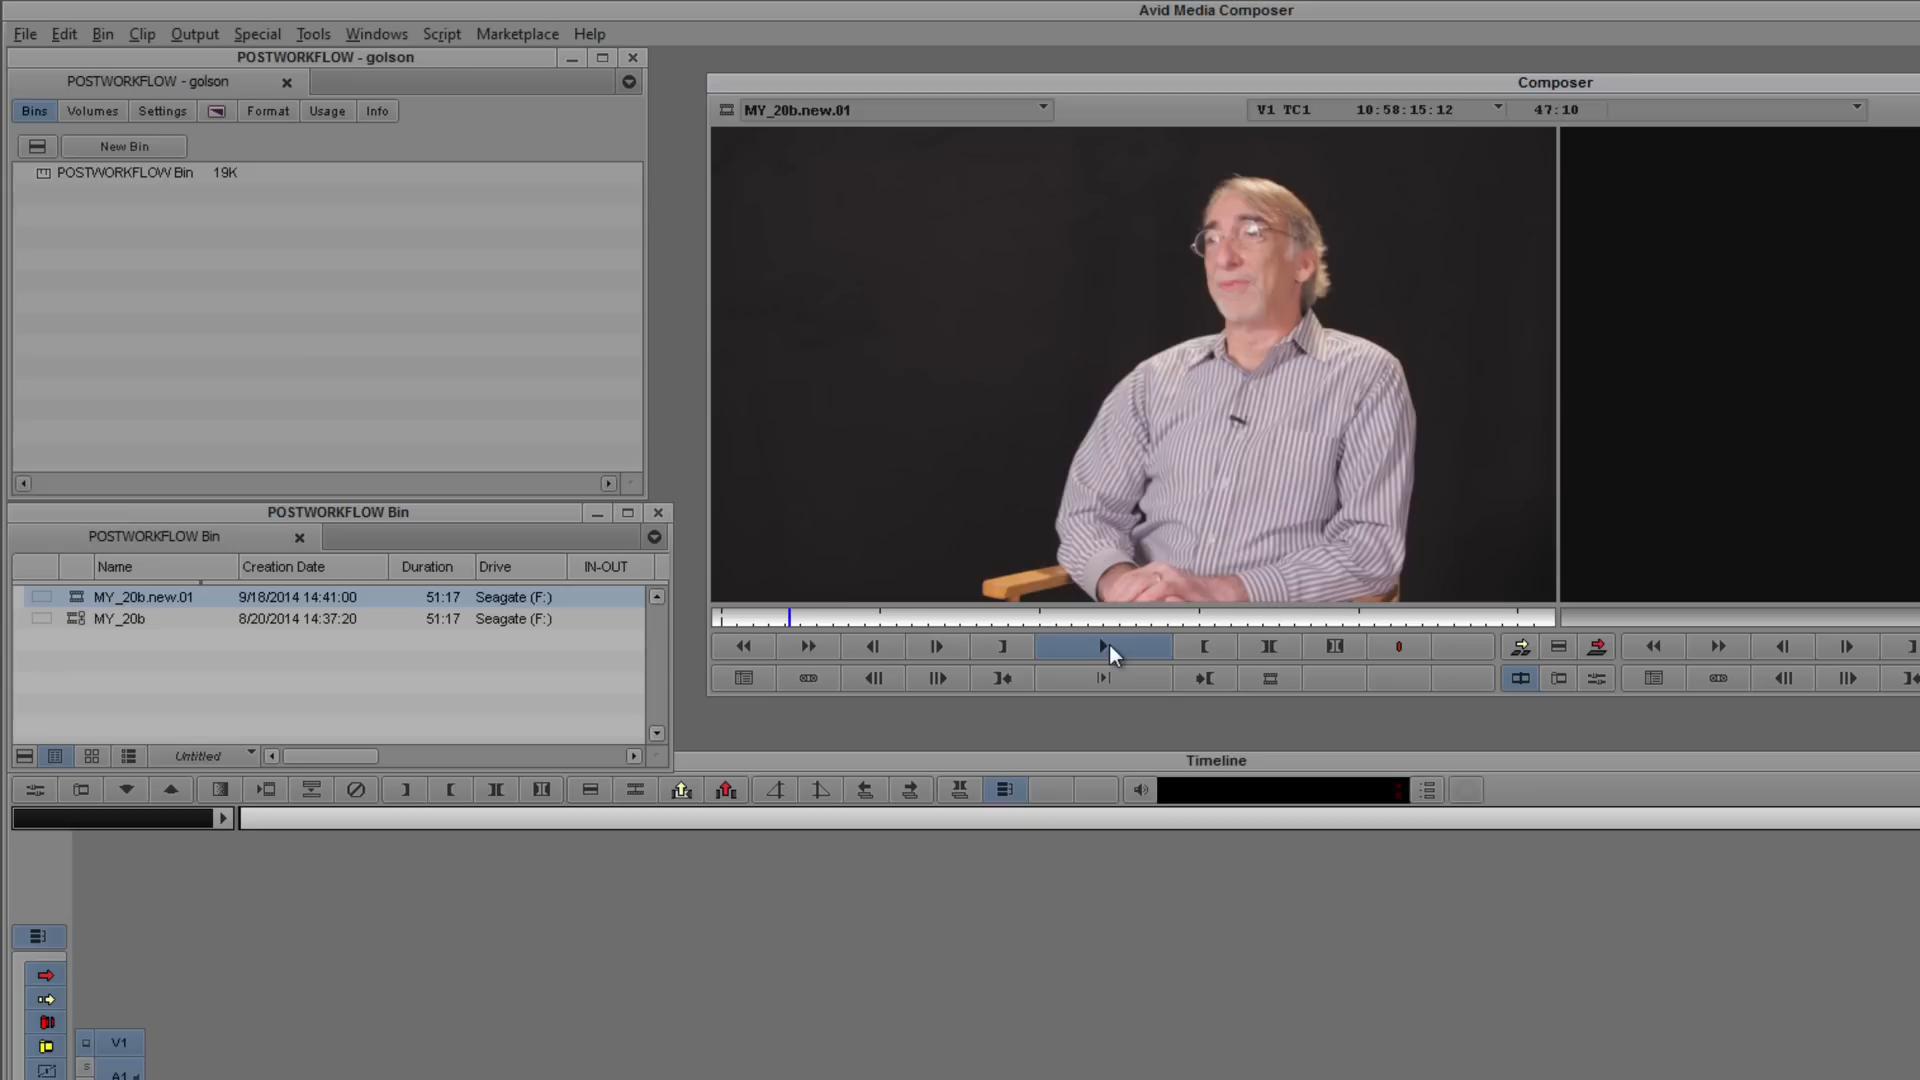 Avid Media Composer
File Edit Bin Clip Output Special Tools Windows Script Marketplace Help
POSTWORKFLOW - golson
POSTWORKFLOW - golson
Bins Volumes Settings Format Usage Info
New Bin
POSTWORKFLOW Bin 19K
Composer
MY_20b.new.01 V1 TC1 10:58:15:12 47:10
POSTWORKFLOW Bin
POSTWORKFLOW Bin
Name Creation Date Duration Drive IN-OUT
MY_20b.new.01 9/18/2014 14:41:00 51:17 Seagate (F:)
MY_20b 8/20/2014 14:37:20 51:17 Seagate (F:)
Untitled
Timeline
V1
S
A1